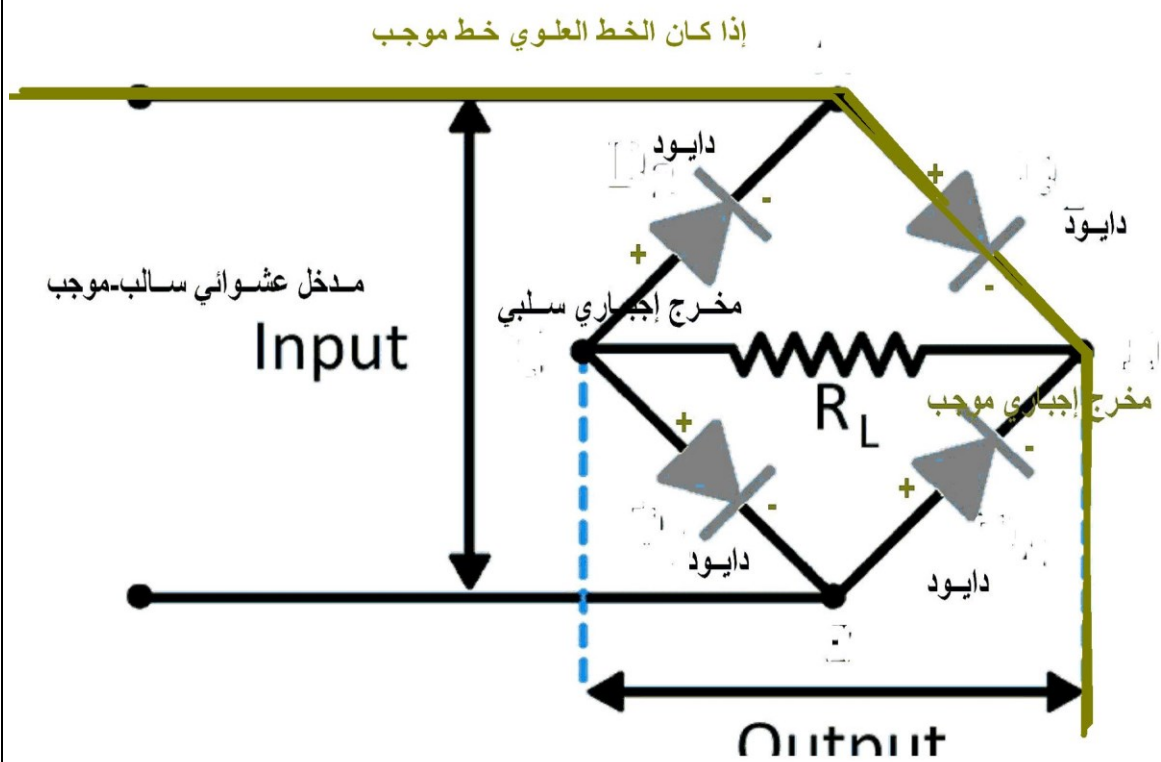 إذا كان الخط العلوي خط موجب
دايود
+
-
+
-
دايود
مدخل عشوائي سالب-موجب
Input
مخرج إجباري سلبي
R L
مخرج إجباري موجب
+
-
+
-
دايود
دايود
Output